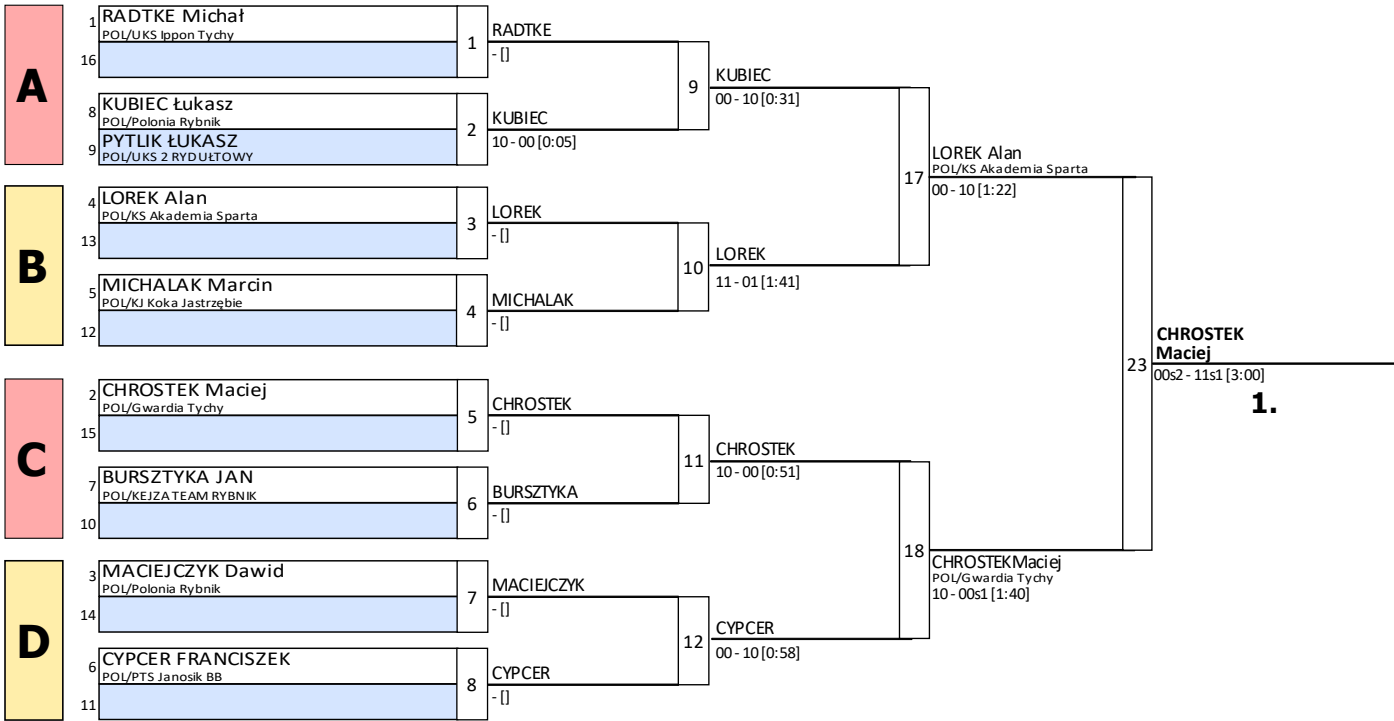 A
1 RADTKE Michał
POL/UKS Ippon Tychy
16
1
RADTKE
- []
8 KUBIEC Łukasz
POL/Polonia Rybnik
9 PYTLIK ŁUKASZ
POL/UKS 2 RYDUŁTOWY
2
KUBIEC
10 - 00 [0:05]
9
KUBIEC
00 - 10 [0:31]
B
4 LOREK Alan
POL/KS Akademia Sparta
13
3
LOREK
- []
5 MICHALAK Marcin
POL/KJ Koka Jastrzębie
12
4
MICHALAK
- []
10
LOREK
11 - 01 [1:41]
17
LOREK Alan
POL/KS Akademia Sparta
00 - 10 [1:22]
C
2 CHROSTEK Maciej
POL/Gwardia Tychy
15
5
CHROSTEK
- []
7 BURSZTYKA JAN
POL/KEJZA TEAM RYBNIK
10
6
BURSZTYKA
- []
11
CHROSTEK
10 - 00 [0:51]
D
3 MACIEJCZYK Dawid
POL/Polonia Rybnik
14
7
MACIEJCZYK
- []
6 CYPCER FRANCISZEK
POL/PTS Janosik BB
11
8
CYPCER
- []
12
CYPCER
00 - 10 [0:58]
18
CHROSTEK Maciej
POL/Gwardia Tychy
10 - 00s1 [1:40]
23
CHROSTEK
Maciej
00s2 - 11s1 [3:00]
1.